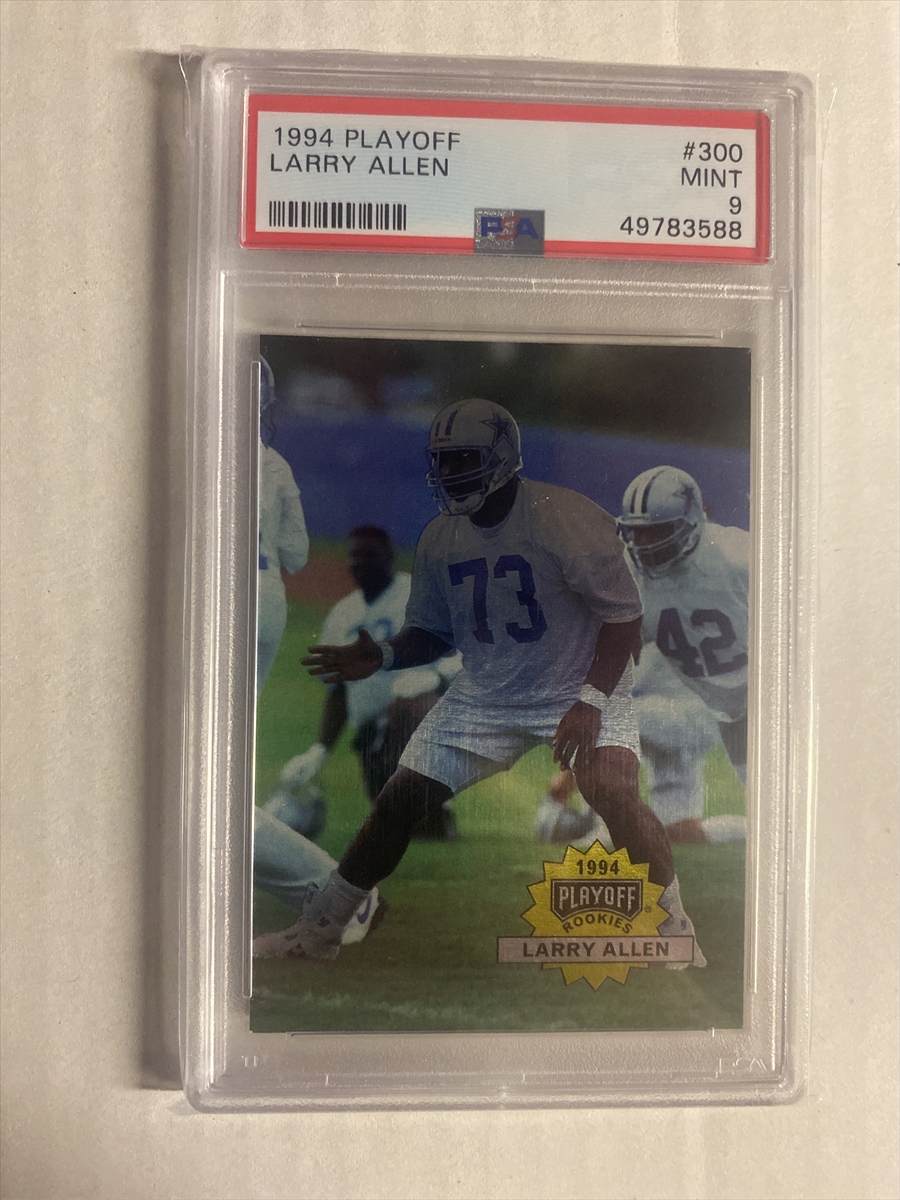 1994 PLAYOFF
LARRY ALLEN
#300
MINT
9
49783588
PSA
73
42
1994
PLAYOFF
ROOKIES
LARRY ALLEN